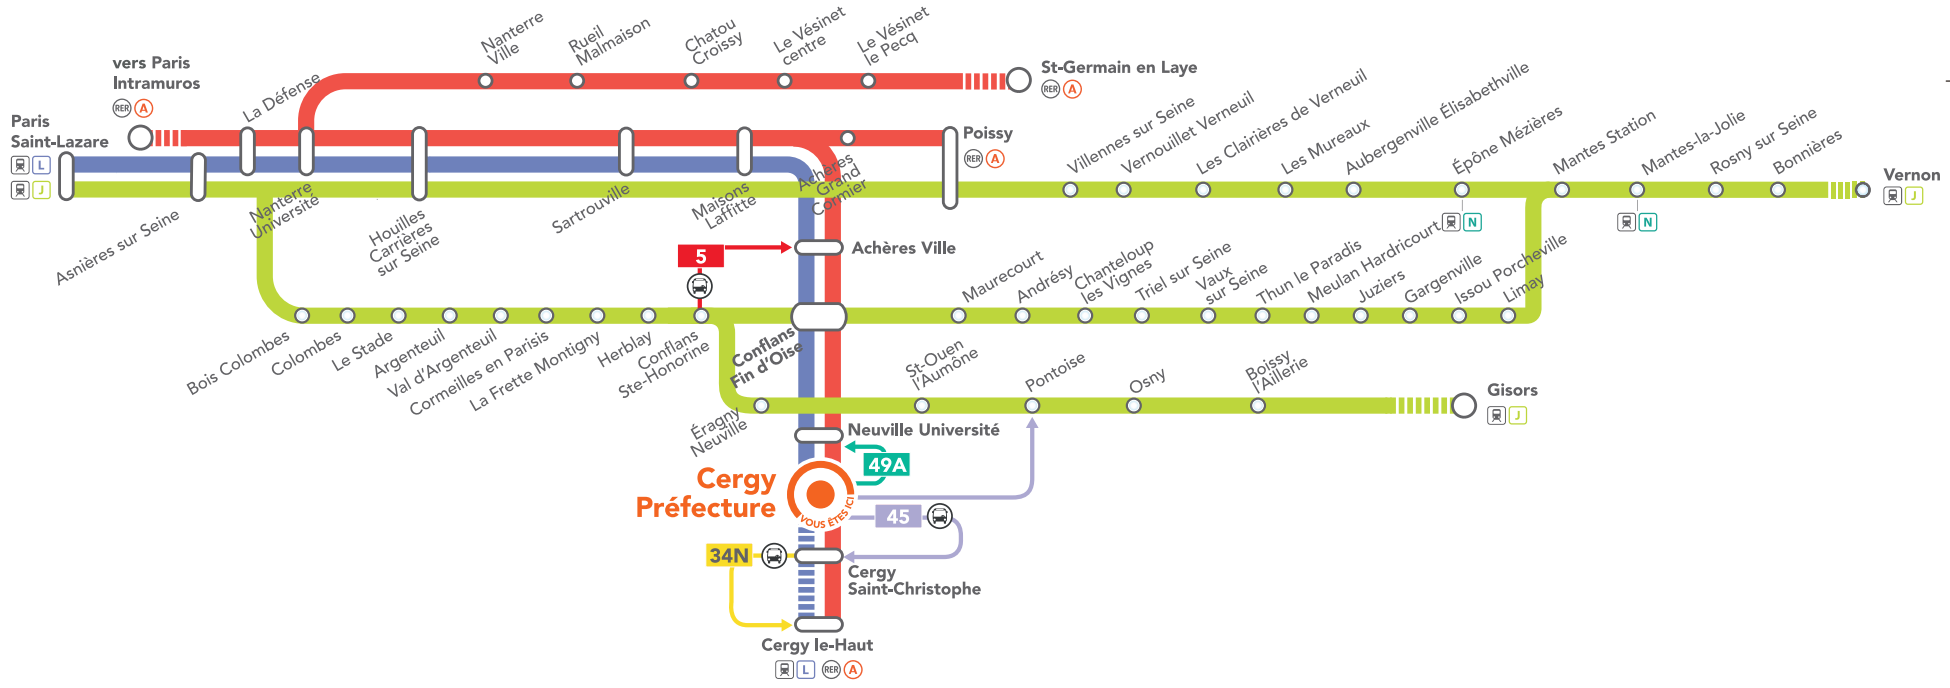 vers Paris
Intramuros
RER A
Paris
Saint-Lazare
L
J
La Défense
Nanterre
Ville
Rueil
Malmaison
Chatou
Croissy
Le Vésinet
centre
Le Vésinet
le Pecq
St-Germain en Laye
RER A
Poissy
RER A
Asnières sur Seine
Nanterre
Université
Houilles
Carrières
sur Seine
Sartrouville
Maisons
Laffitte
Achères
Grand
Cormier
Villennes sur Seine
Vernouillet Verneuil
Les Clairières de Verneuil
Les Mureaux
Aubergenville Élisabethville
Épône Mézières
N
Mantes Station
Mantes-la-Jolie
N
Rosny sur Seine
Bonnières
Vernon
J
5
Achères Ville
Bois Colombes
Colombes
Le Stade
Argenteuil
Val d'Argenteuil
Cormeilles en Parisis
La Frette Montigny
Herblay
Conflans
Ste-Honorine
Conflans
Fin d'Oise
Maurecourt
Andrésy
Chanteloup
les Vignes
Triel sur Seine
Vaux
sur Seine
Thun le Paradis
Meulan Hardricourt
Juziers
Gargenville
Issou Porcheville
Limay
Éragny
Neuville
St-Ouen
l'Aumône
Pontoise
Osny
Boissy
l'Aillerie
Gisors
J
Neuville Université
49A
Cergy
Préfecture
VOUS ÊTES ICI
45
34N
Cergy
Saint-Christophe
Cergy le-Haut
L RER A